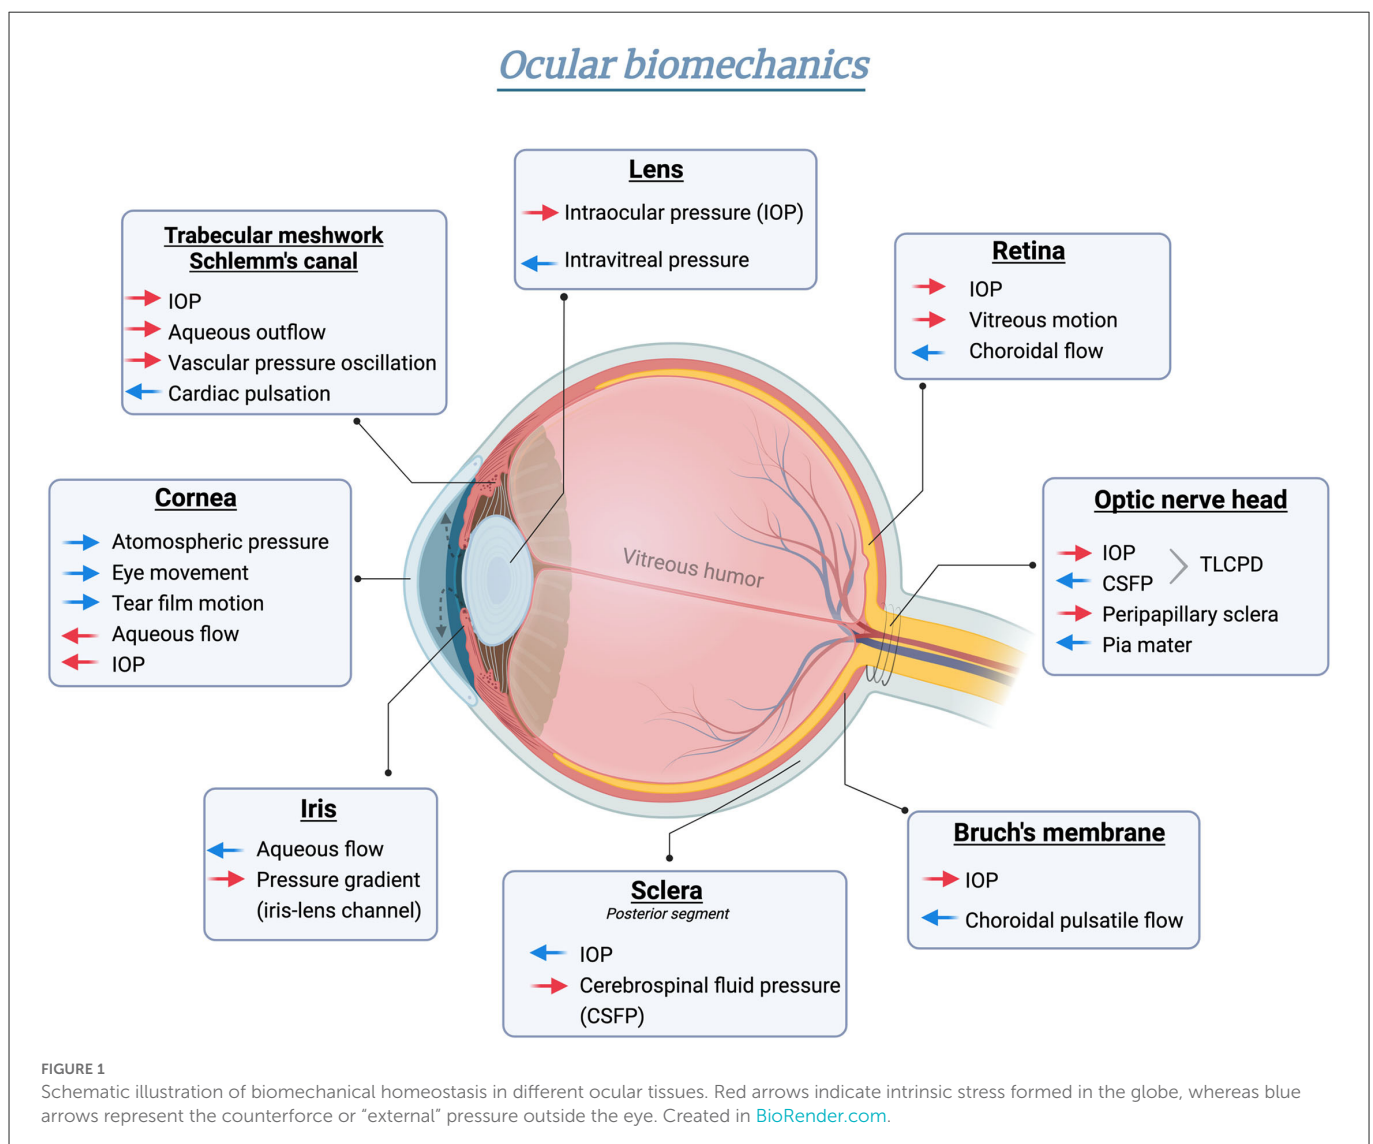 Ocular biomechanics
Lens
Intraocular pressure (IOP)
Intravitreal pressure
Trabecular meshwork
Schlemm's canal
IOP
Aqueous outflow
Vascular pressure oscillation
Cardiac pulsation
Retina
IOP
Vitreous motion
Choroidal flow
Cornea
Atomospheric pressure
Eye movement
Tear film motion
Aqueous flow
IOP
Vitreous humor
Optic nerve head
IOP
CSFP
TLCPD
Peripapillary sclera
Pia mater
Iris
Aqueous flow
Pressure gradient
(iris-lens channel)
Sclera
Posterior segment
IOP
Cerebrospinal fluid pressure
(CSFP)
Bruch's membrane
IOP
Choroidal pulsatile flow
FIGURE 1
Schematic illustration of biomechanical homeostasis in different ocular tissues. Red arrows indicate intrinsic stress formed in the globe, whereas blue
arrows represent the counterforce or “external” pressure outside the eye. Created in BioRender.com.